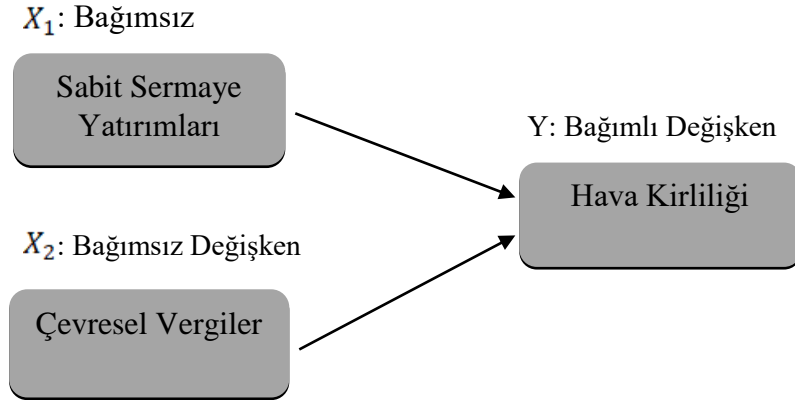 X₁: Bağımsız
Sabit Sermaye
Yatırımları
Y: Bağımlı Değişken
Hava Kirliliği
X₂: Bağımsız Değişken
Çevresel Vergiler